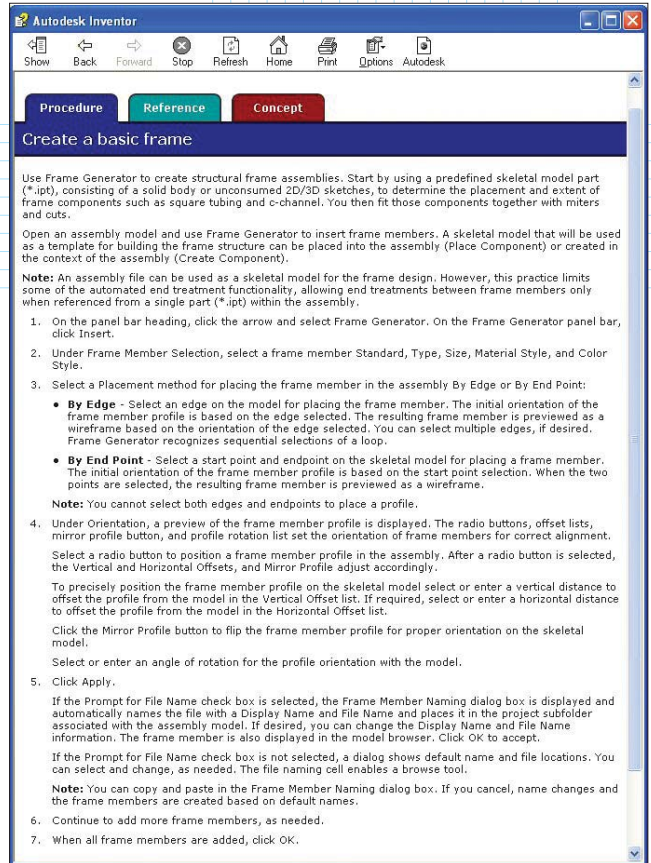 Autodesk Inventor
Show Back Forward Stop Refresh Home Print Options Autodesk
Procedure Reference Concept
Create a basic frame
Use Frame Generator to create structural frame assemblies. Start by using a predefined skeletal model part
(*.ipt), consisting of a solid body or unconsumed 2D/3D sketches, to determine the placement and extent of
frame components such as square tubing and c-channel. You then fit those components together with miters
and cuts.
Open an assembly model and use Frame Generator to insert frame members. A skeletal model that will be used
as a template for building the frame structure can be placed into the assembly (Place Component) or created in
the context of the assembly (Create Component).
Note: An assembly file can be used as a skeletal model for the frame design. However, this practice limits
some of the automated end treatment functionality, allowing end treatments between frame members only
when referenced from a single part (*.ipt) within the assembly.
1. On the panel bar heading, click the arrow and select Frame Generator. On the Frame Generator panel bar,
click Insert.
2. Under Frame Member Selection, select a frame member Standard, Type, Size, Material Style, and Color
Style.
3. Select a Placement method for placing the frame member in the assembly By Edge or By End Point:
• By Edge - Select an edge on the model for placing the frame member. The initial orientation of the
frame member profile is based on the edge selected. The resulting frame member is previewed as a
wireframe based on the orientation of the edge selected. You can select multiple edges, if desired.
Frame Generator recognizes sequential selections of a loop.
• By End Point - Select a start point and endpoint on the skeletal model for placing a frame member.
The initial orientation of the frame member profile is based on the start point selection. When the two
points are selected, the resulting frame member is previewed as a wireframe.
Note: You cannot select both edges and endpoints to place a profile.
4. Under Orientation, a preview of the frame member profile is displayed. The radio buttons, offset lists,
mirror profile button, and profile rotation list set the orientation of frame members for correct alignment.
Select a radio button to position a frame member profile in the assembly. After a radio button is selected,
the Vertical and Horizontal Offsets, and Mirror Profile adjust accordingly.
To precisely position the frame member profile on the skeletal model select or enter a vertical distance to
offset the profile from the model in the Vertical Offset list. If required, select or enter a horizontal distance
to offset the profile from the model in the Horizontal Offset list.
Click the Mirror Profile button to flip the frame member profile for proper orientation on the skeletal
model.
Select or enter an angle of rotation for the profile orientation with the model.
5. Click Apply.
If the Prompt for File Name check box is selected, the Frame Member Naming dialog box is displayed and
automatically names the file with a Display Name and File Name and places it in the project subfolder
associated with the assembly model. If desired, you can change the Display Name and File Name
information. The frame member is also displayed in the model browser. Click OK to accept.
If the Prompt for File Name check box is not selected, a dialog shows default name and file locations. You
can select and change, as needed. The file naming cell enables a browse tool.
Note: You can copy and paste in the Frame Member Naming dialog box. If you cancel, name changes and
the frame members are created based on default names.
6. Continue to add more frame members, as needed.
7. When all frame members are added, click OK.